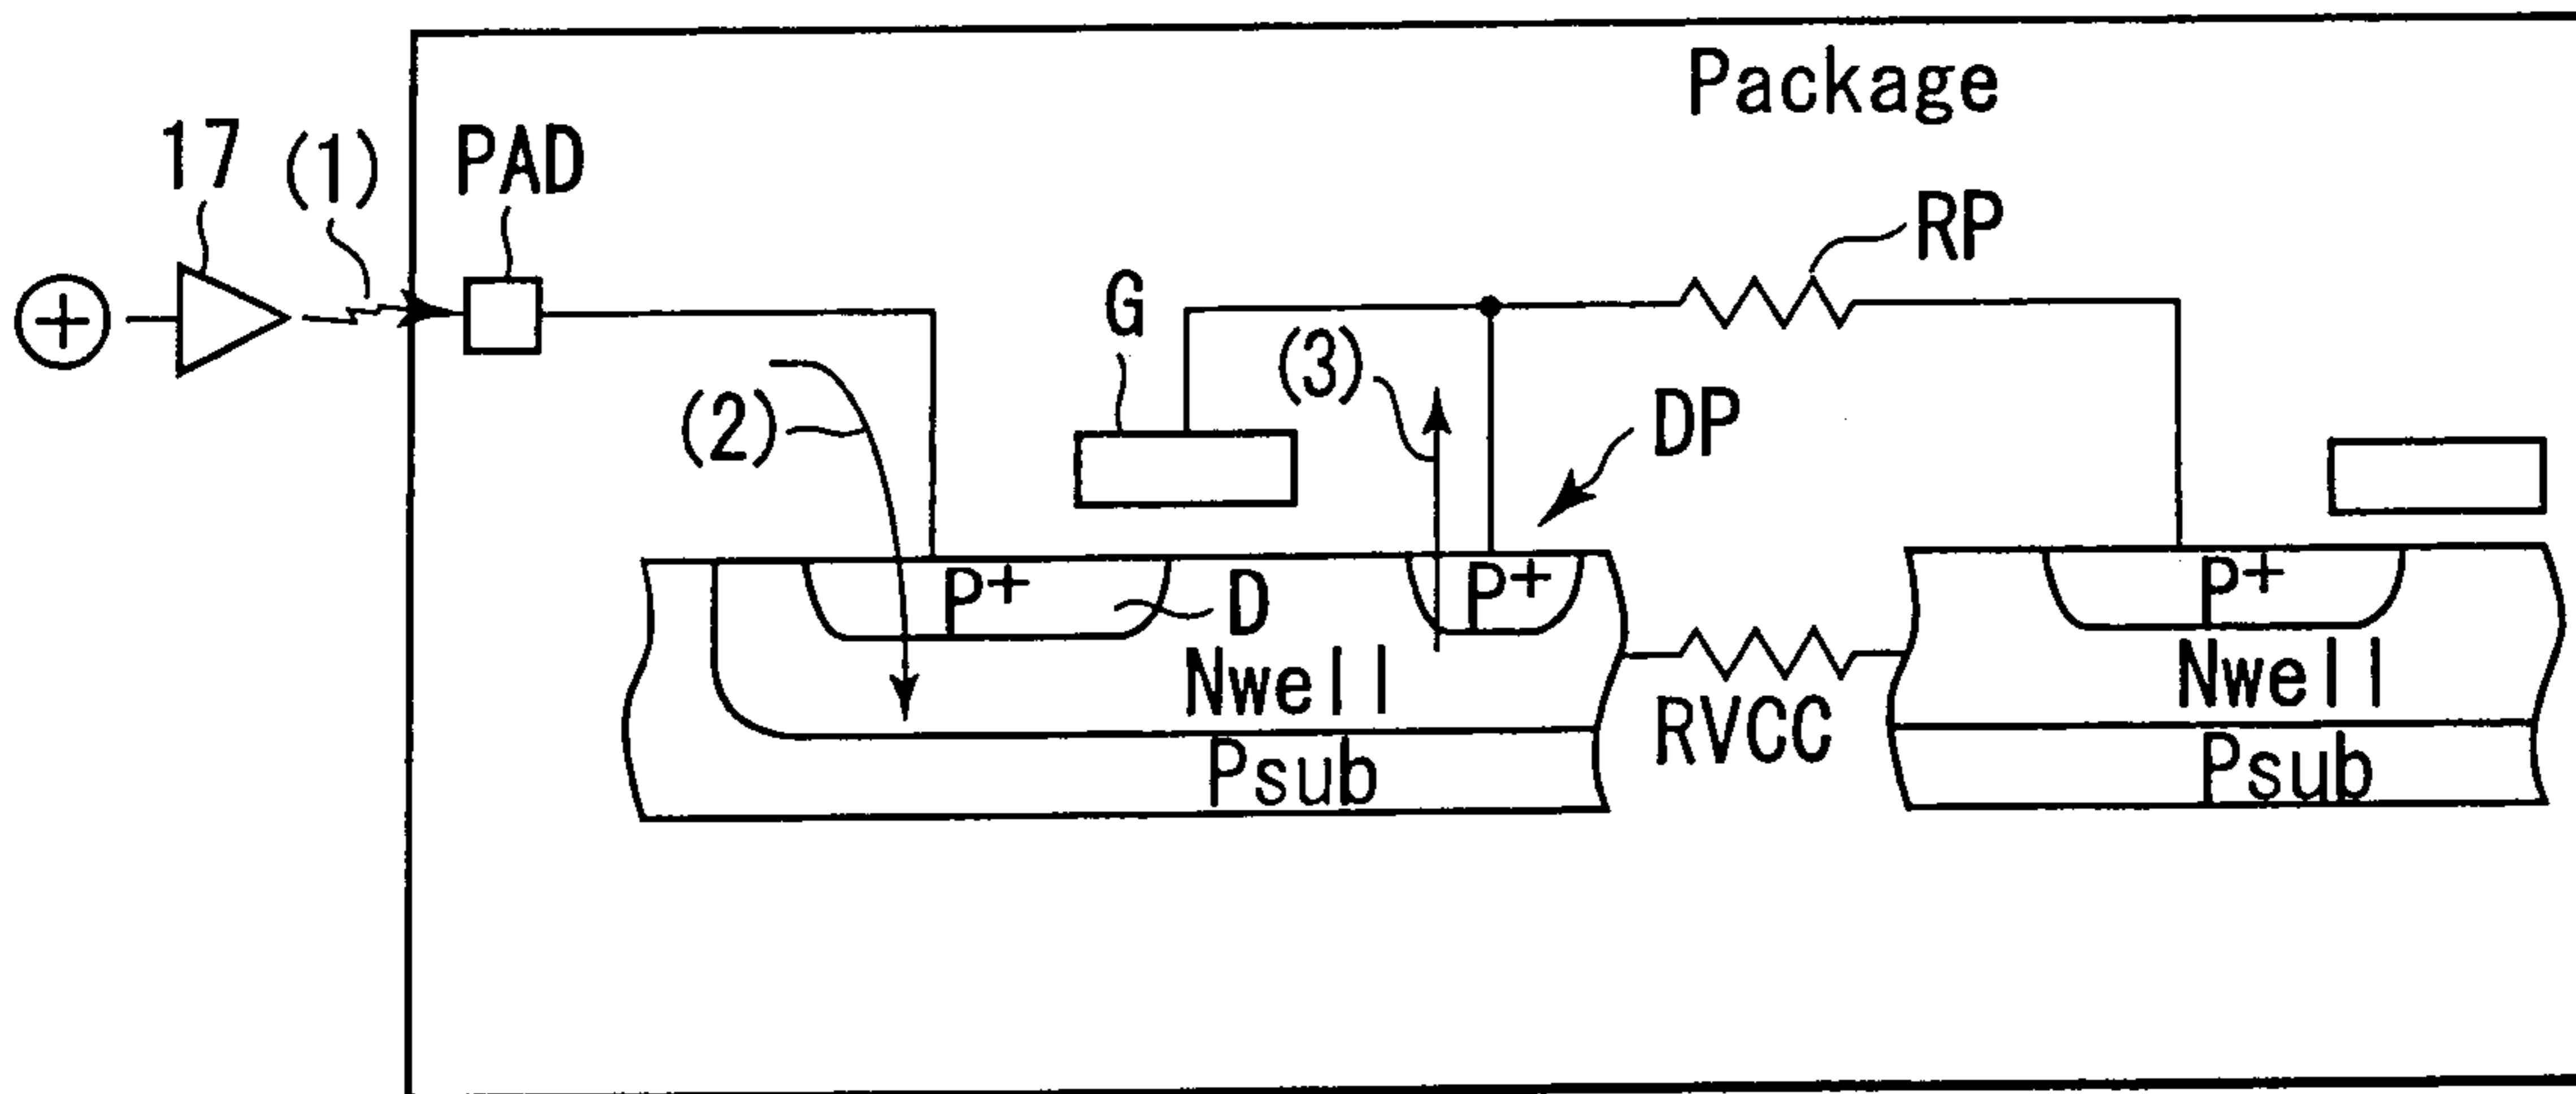 Package
17
(1)
PAD
RP
G
(3)
DP
(2)
+
P+
D
P+
P+
Nwell
Nwell
RVCC
Psub
Psub